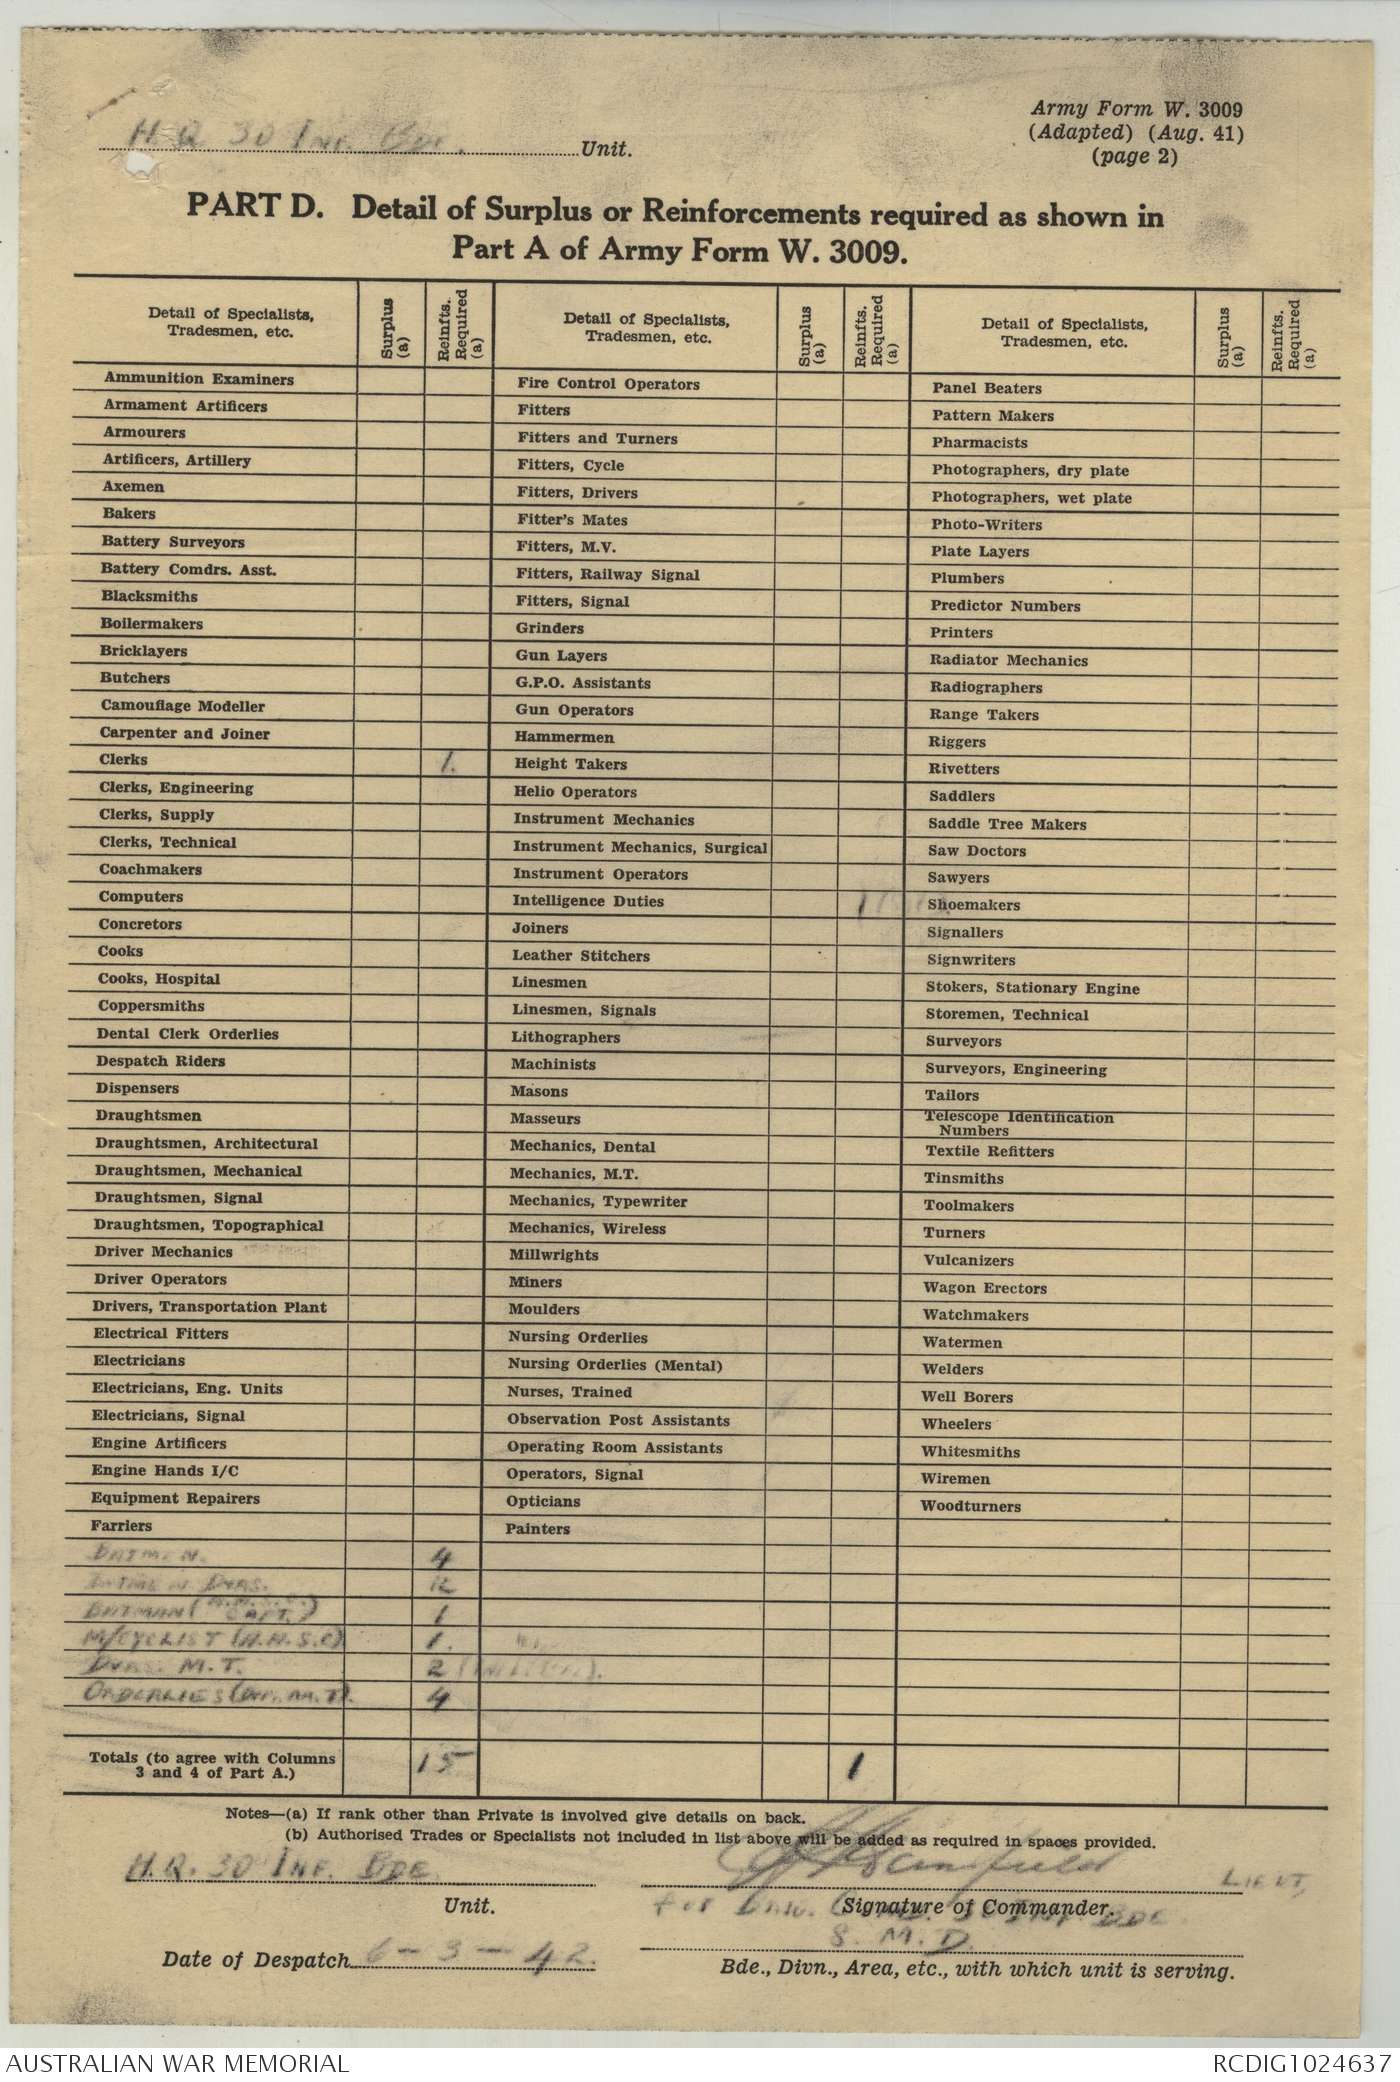 H.Q. 30 INF. BDE. Unit.
Army Form W. 3009
(Adapted) (Aug. 41)
(page 2)
PART D. Detail of Surplus or Reinforcements required as shown in
Part A of Army Form W. 3009.
Detail of Specialists,
Tradesmen, etc.
Surplus
(a)
Reinfts.
Required
(a)
Ammunition Examiners
Armament Artificers
Armourers
Artificers, Artillery
Axemen
Bakers
Battery Surveyors
Battery Comdrs. Asst.
Blacksmiths
Boilermakers
Bricklayers
Butchers
Camouflage Modeller
Carpenter and Joiner
Clerks 1.
Clerks, Engineering
Clerks, Supply
Clerks, Technical
Coachmakers
Computers
Concretors
Cooks
Cooks, Hospital
Coppersmiths
Dental Clerk Orderlies
Despatch Riders
Dispensers
Draughtsmen
Draughtsmen, Architectural
Draughtsmen, Mechanical
Draughtsmen, Signal
Draughtsmen, Topographical
Driver Mechanics
Driver Operators
Drivers, Transportation Plant
Electrical Fitters
Electricians
Electricians, Eng. Units
Electricians, Signal
Engine Artificers
Engine Hands I/C
Equipment Repairers
Farriers
BATMEN. 4
BATMEN DVRS.
BATMAN 1
M/CYCLIST 1.
DVRS. M.T. 2
ORDERLIES 4
Totals (to agree with Columns
3 and 4 of Part A.) 15
Detail of Specialists,
Tradesmen, etc.
Surplus
(a)
Reinfts.
Required
(a)
Fire Control Operators
Fitters
Fitters and Turners
Fitters, Cycle
Fitters, Drivers
Fitter's Mates
Fitters, M.V.
Fitters, Railway Signal
Fitters, Signal
Grinders
Gun Layers
G.P.O. Assistants
Gun Operators
Hammermen
Height Takers
Helio Operators
Instrument Mechanics
Instrument Mechanics, Surgical
Instrument Operators
Intelligence Duties 1
Joiners
Leather Stitchers
Linesmen
Linesmen, Signals
Lithographers
Machinists
Masons
Masseurs
Mechanics, Dental
Mechanics, M.T.
Mechanics, Typewriter
Mechanics, Wireless
Millwrights
Miners
Moulders
Nursing Orderlies
Nursing Orderlies (Mental)
Nurses, Trained
Observation Post Assistants
Operating Room Assistants
Operators, Signal
Opticians
Painters
1
Detail of Specialists,
Tradesmen, etc.
Surplus
(a)
Reinfts.
Required
(a)
Panel Beaters
Pattern Makers
Pharmacists
Photographers, dry plate
Photographers, wet plate
Photo-Writers
Plate Layers
Plumbers
Predictor Numbers
Printers
Radiator Mechanics
Radiographers
Range Takers
Riggers
Rivetters
Saddlers
Saddle Tree Makers
Saw Doctors
Sawyers
Shoemakers
Signallers
Signwriters
Stokers, Stationary Engine
Storemen, Technical
Surveyors
Surveyors, Engineering
Tailors
Telescope Identification
Numbers
Textile Refitters
Tinsmiths
Toolmakers
Turners
Vulcanizers
Wagon Erectors
Watchmakers
Watermen
Welders
Well Borers
Wheelers
Whitesmiths
Wiremen
Woodturners
Notes—(a) If rank other than Private is involved give details on back.
(b) Authorised Trades or Specialists not included in list above will be added as required in spaces provided.
H.Q. 30 INF. BDE.
Unit.
LIEUT.
Signature of Commander.
for 30 INF BDE.
8. M. D.
Date of Despatch 6-3-42.
Bde., Divn., Area, etc., with which unit is serving.
AUSTRALIAN WAR MEMORIAL
RCDIG1024637